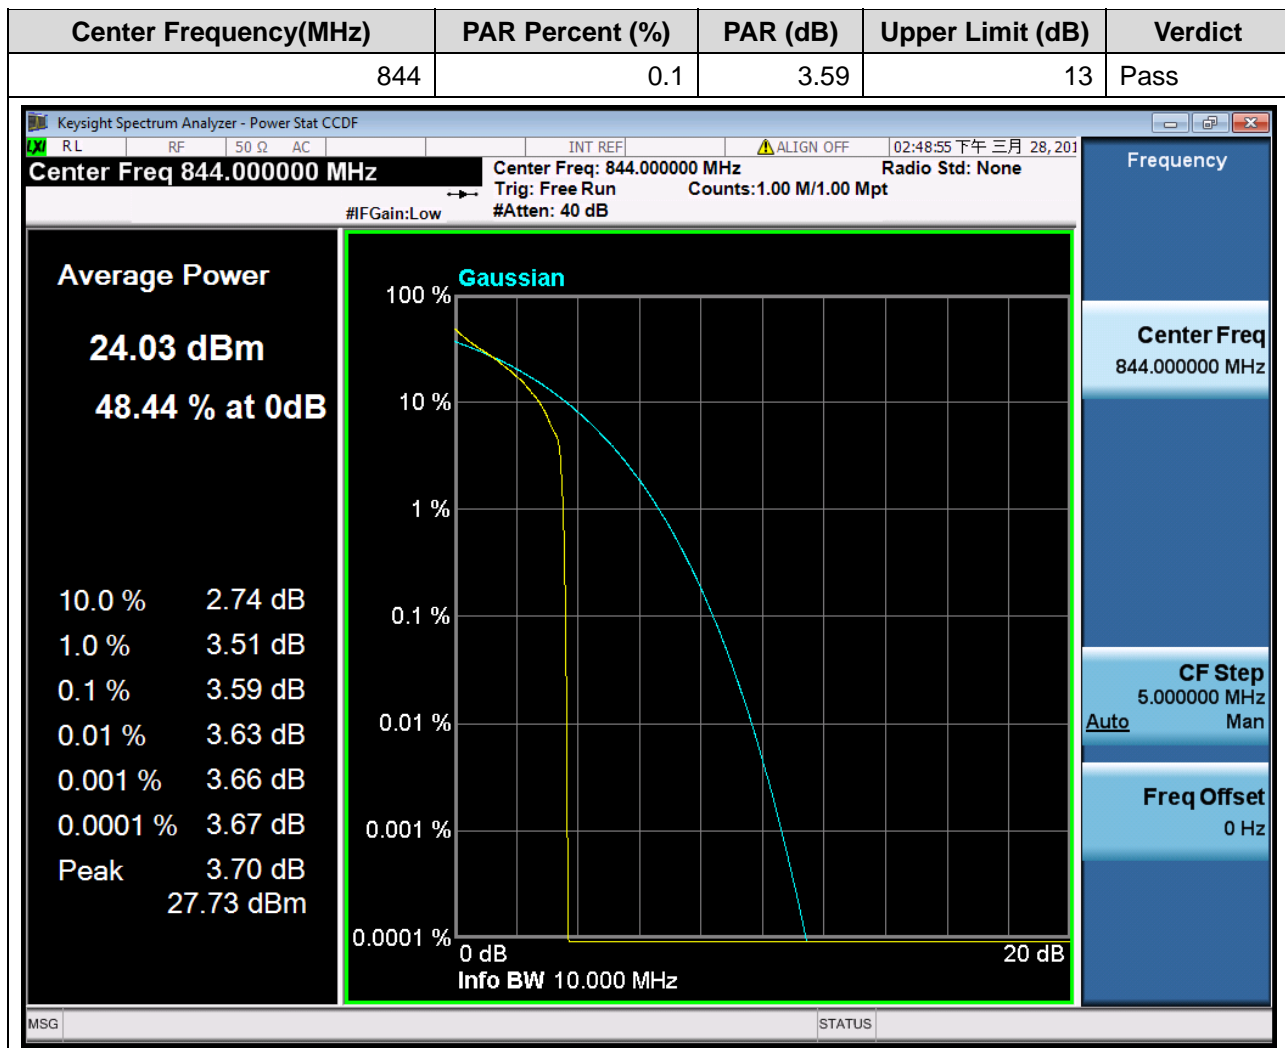 Center Frequency(MHz) PAR Percent (%) PAR (dB) Upper Limit (dB) Verdict
844 0.1 3.59 13 Pass
Keysight Spectrum Analyzer - Power Stat CCDF
LXI RL RF 50 Ω AC INT REF ALIGN OFF 02:48:55 下午 三月 28, 201
Center Freq 844.000000 MHz
Center Freq: 844.000000 MHz Radio Std: None
Trig: Free Run Counts:1.00 M/1.00 Mpt
#IFGain:Low #Atten: 40 dB
Average Power
24.03 dBm
48.44 % at 0dB
10.0 % 2.74 dB
1.0 % 3.51 dB
0.1 % 3.59 dB
0.01 % 3.63 dB
0.001 % 3.66 dB
0.0001 % 3.67 dB
Peak 3.70 dB
27.73 dBm
Gaussian
100 %
10 %
1 %
0.1 %
0.01 %
0.001 %
0.0001 %
0 dB 20 dB
Info BW 10.000 MHz
Frequency
Center Freq
844.000000 MHz
CF Step
5.000000 MHz
Auto Man
Freq Offset
0 Hz
MSG STATUS